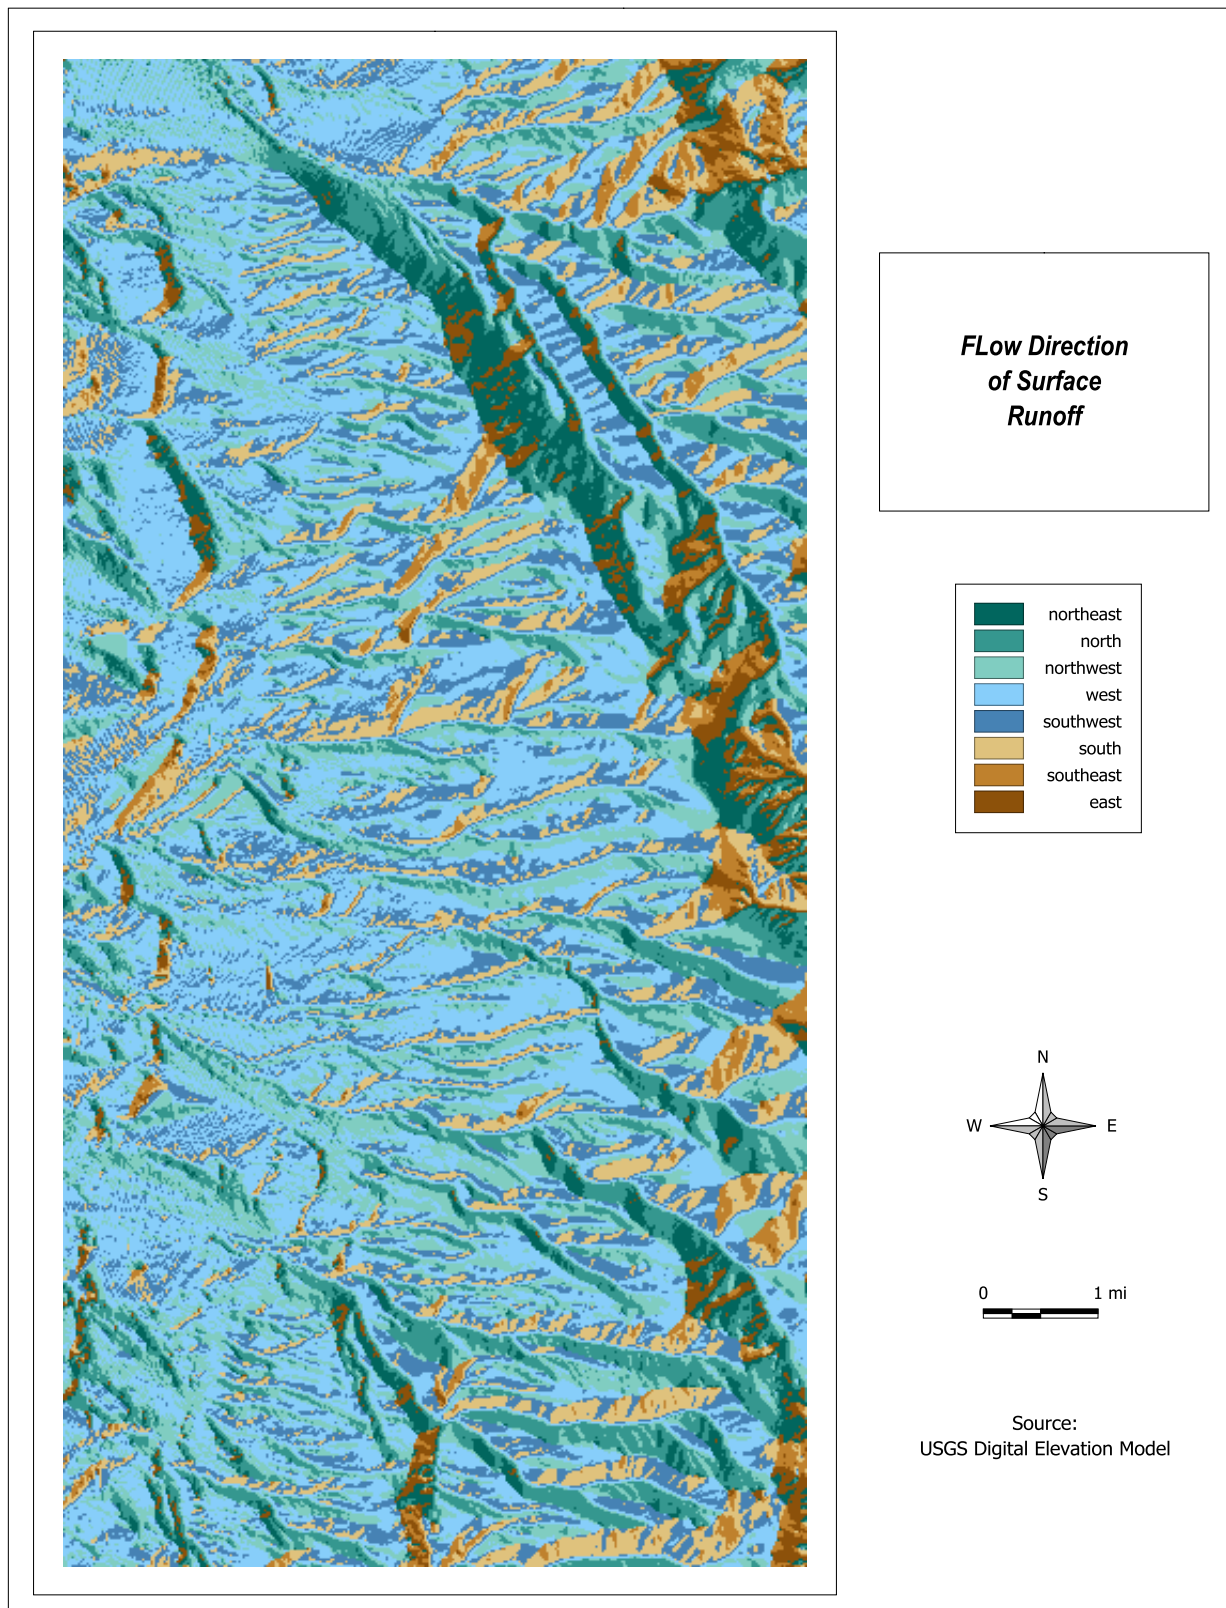 FLow Direction
of Surface
Runoff
northeast
north
northwest
west
southwest
south
southeast
east
N
W E
S
0 1 mi
Source:
USGS Digital Elevation Model